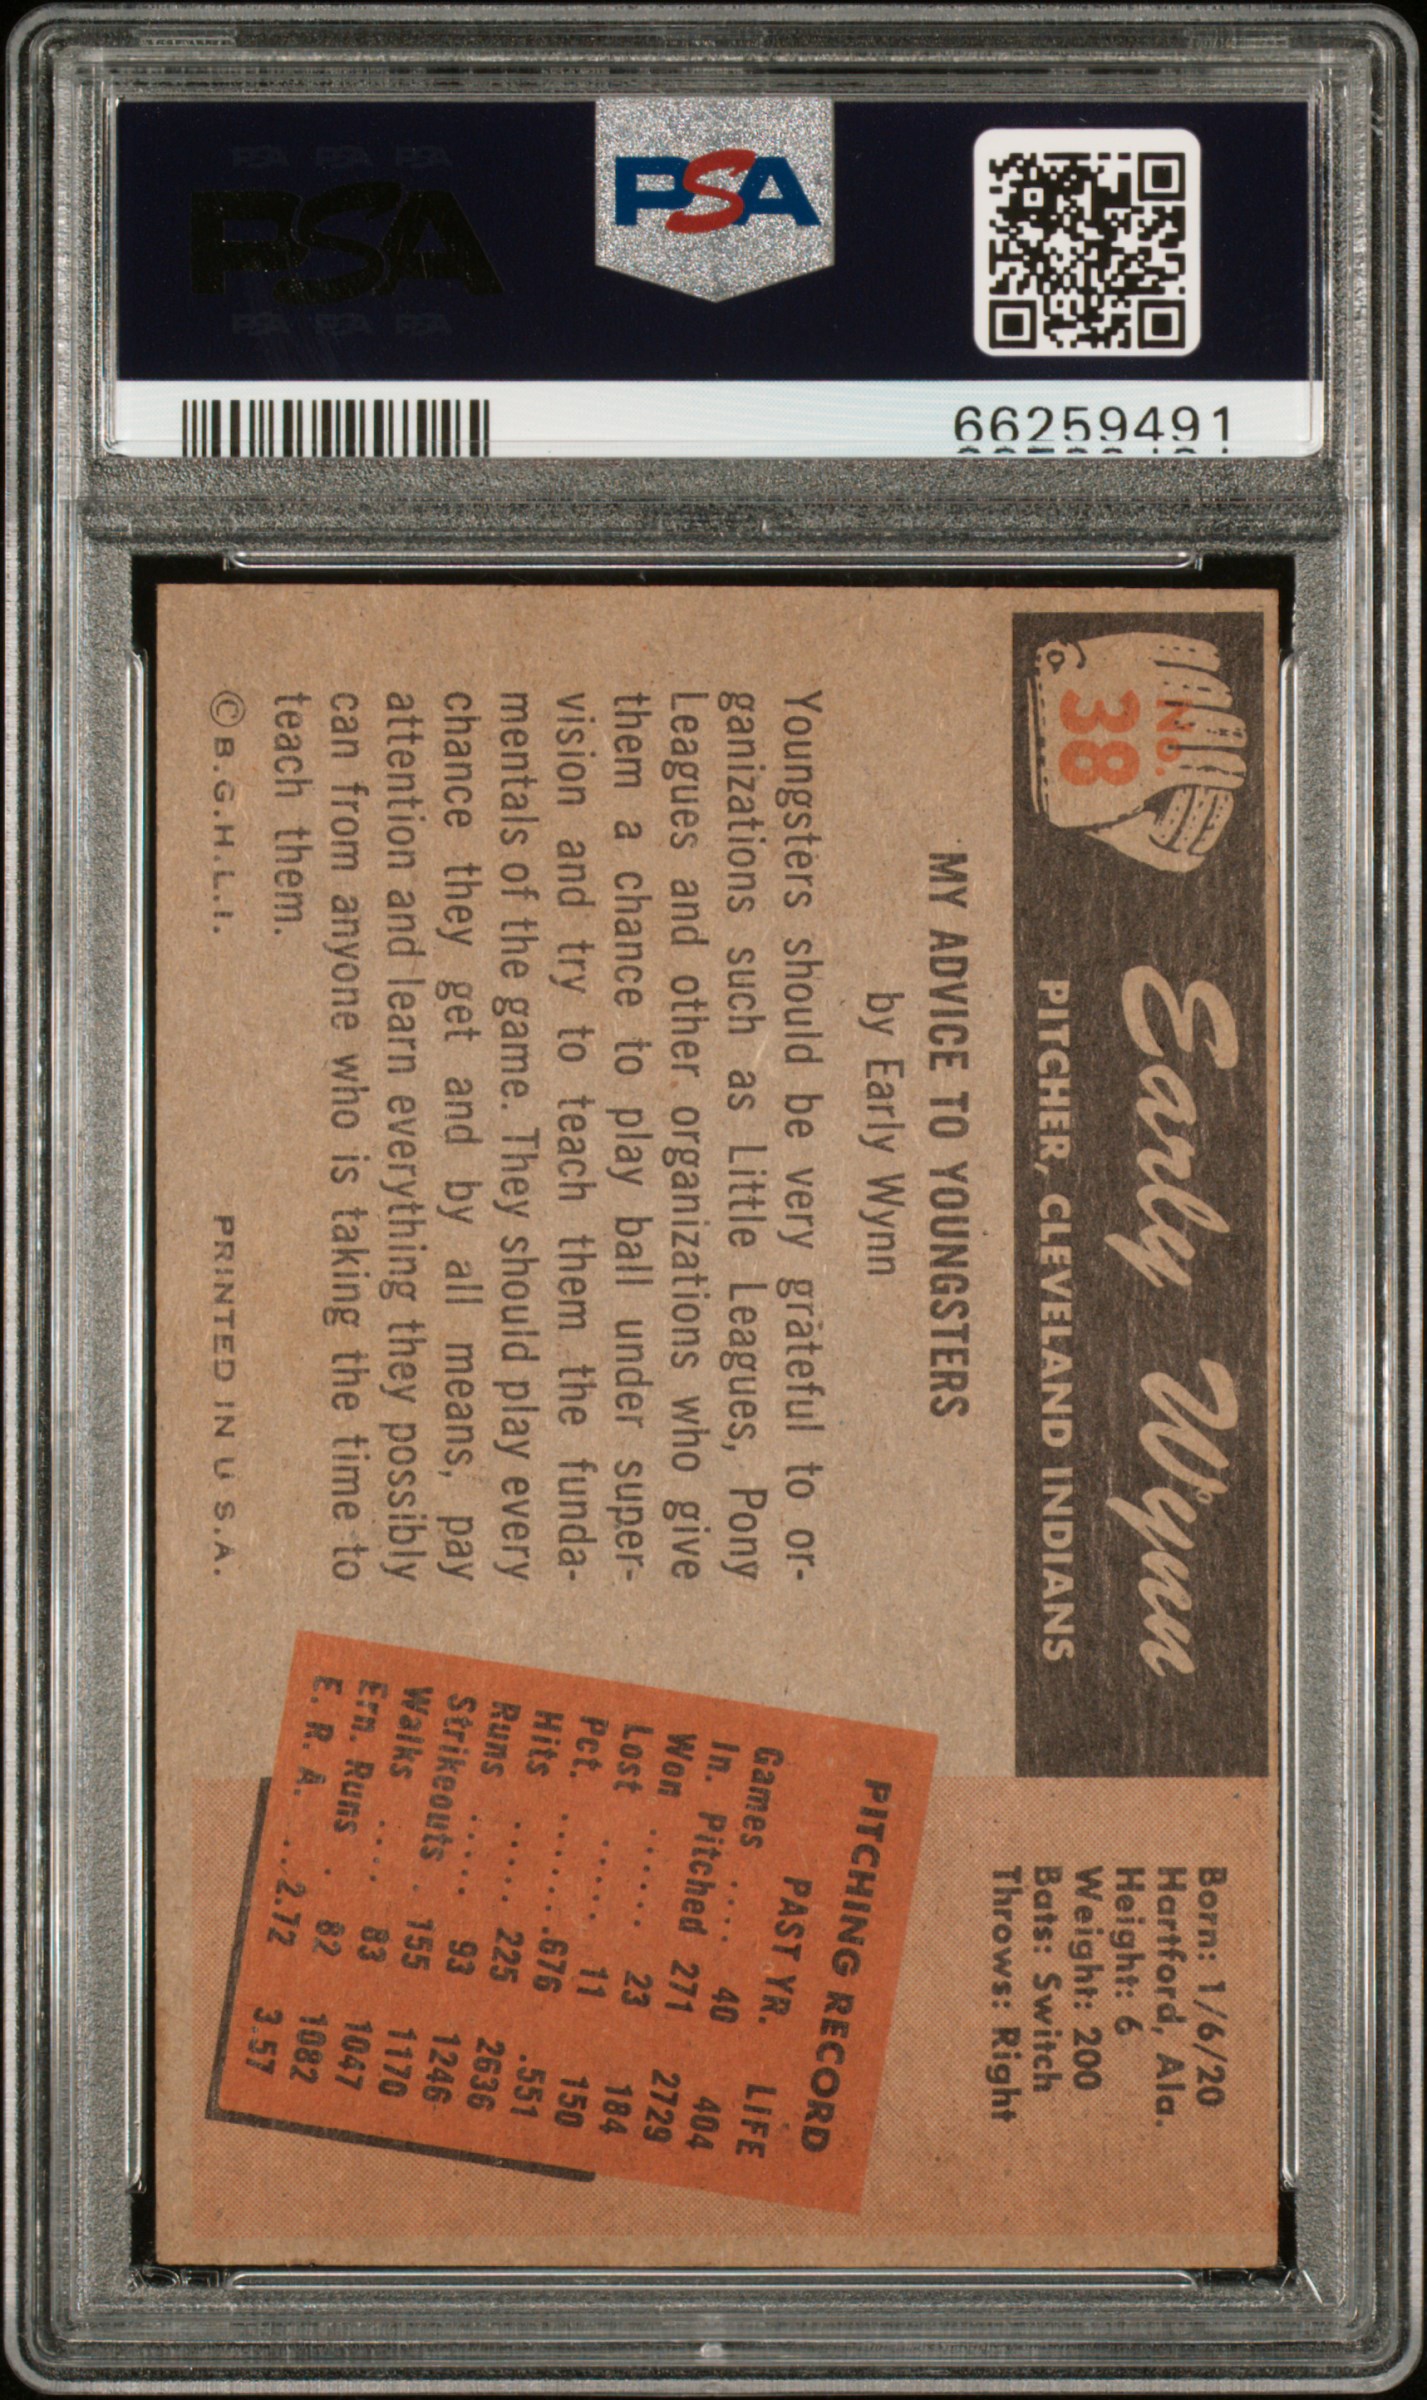 PSA PSA PSA
PSA
PSA PSA PSA
PSA
66259491
No.
38
Early Wynn
PITCHER, CLEVELAND INDIANS
Born: 1/6/20
Hartford, Ala.
Height: 6
Weight: 200
Bats: Switch
Throws: Right
MY ADVICE TO YOUNGSTERS
by Early Wynn
Youngsters should be very grateful to or-
ganizations such as Little Leagues, Pony
Leagues and other organizations who give
them a chance to play ball under super-
vision and try to teach them the funda-
mentals of the game. They should play every
chance they get and by all means, pay
attention and learn everything they possibly
can from anyone who is taking the time to
teach them.
© B.G.H.L.I. PRINTED IN U.S.A.
PITCHING RECORD
PAST YR. LIFE
Games .... 40 404
In. Pitched 271 2729
Won ...... 23 184
Lost ..... 11 150
Pct. .......676 .551
Hits ..... 225 2636
Runs ..... 93 1246
Strikeouts . 155 1170
Walks .... 83 1047
Ern. Runs . 82 1082
E. R. A. ...2.72 3.57